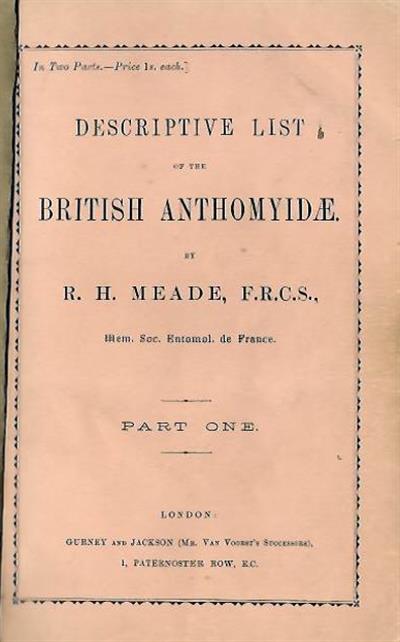 In Two Parts.—Price 1s. each.]
DESCRIPTIVE LIST
OF THE
BRITISH ANTHOMYIDÆ.
BY
R. H. MEADE, F.R.C.S.,
Mem. Soc. Entomol. de France.
PART ONE.
LONDON:
GURNEY AND JACKSON (MR. VAN VOORST'S SUCCESSORS),
1, PATERNOSTER ROW, E.C.